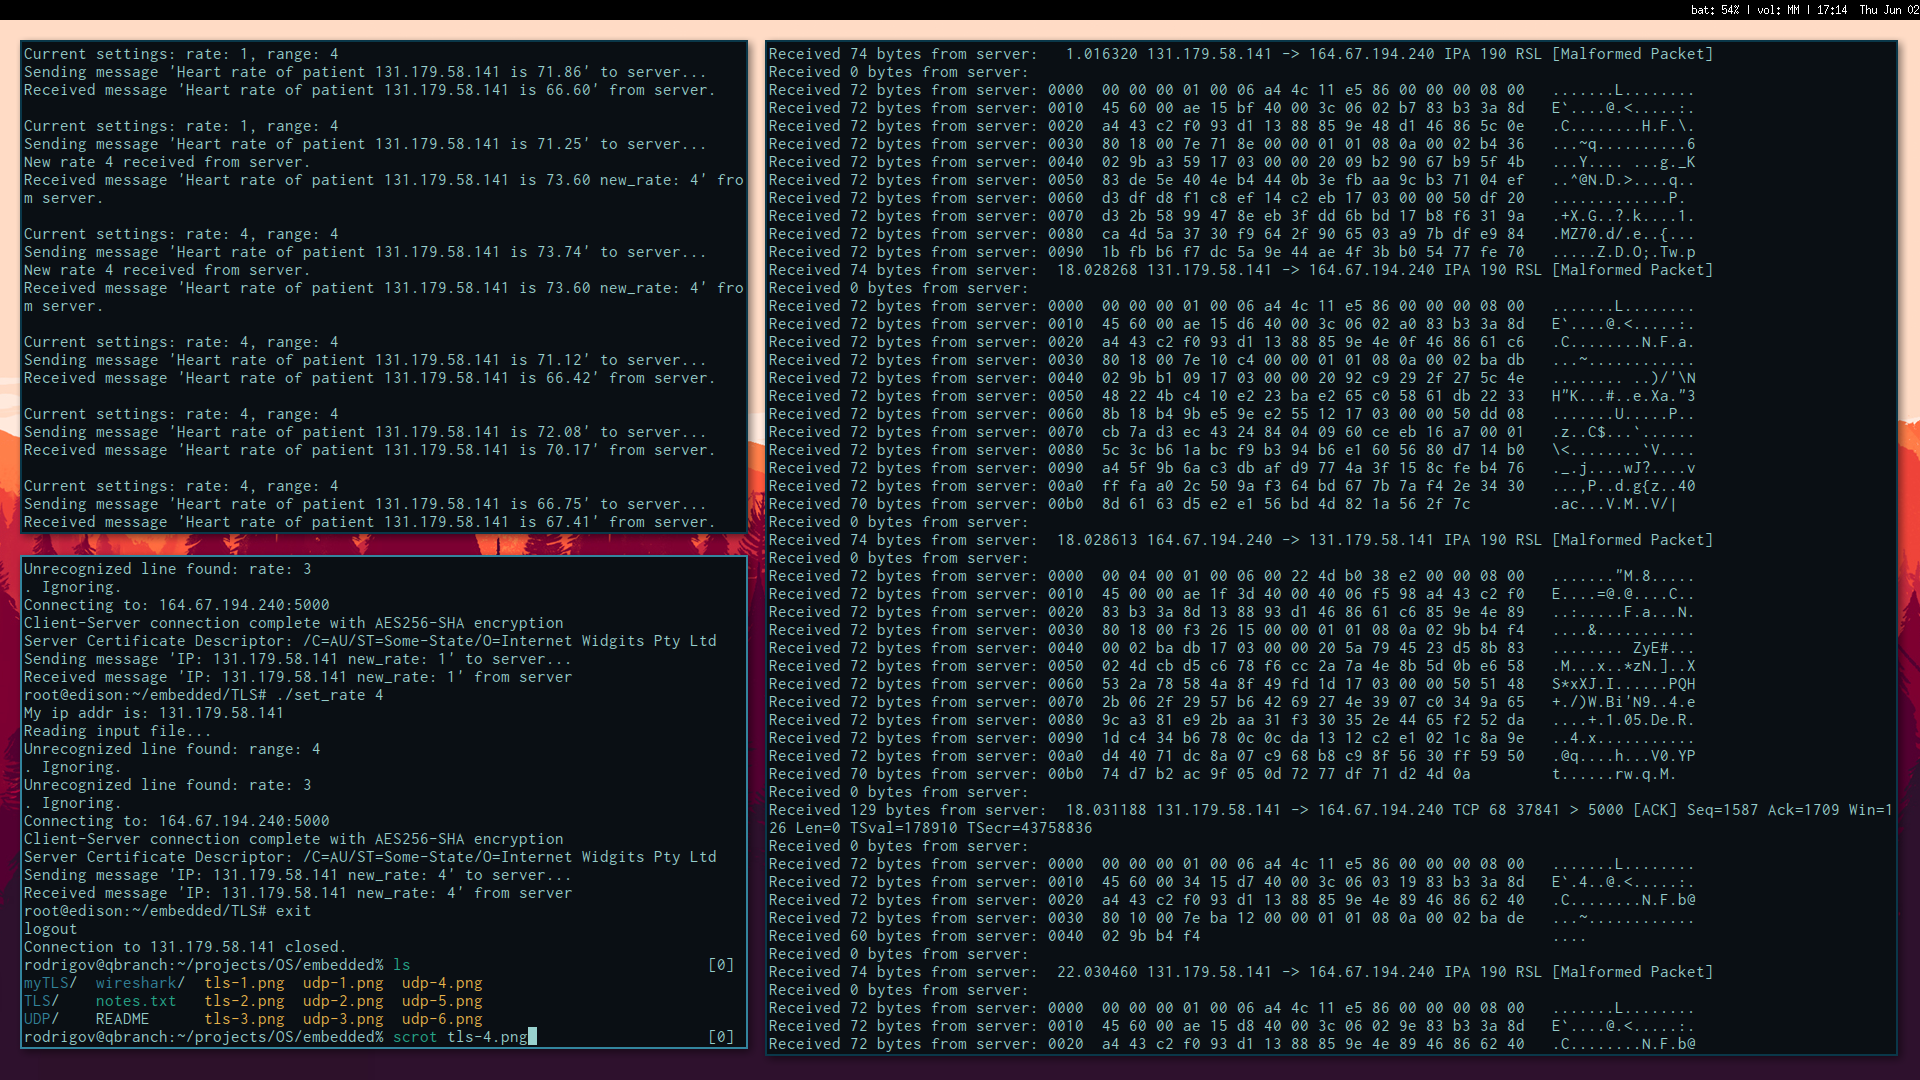 bat: 54% | vol: MM | 17:14  Thu Jun 02
Current settings: rate: 1, range: 4
Sending message 'Heart rate of patient 131.179.58.141 is 71.86' to server...
Received message 'Heart rate of patient 131.179.58.141 is 66.60' from server.
Current settings: rate: 1, range: 4
Sending message 'Heart rate of patient 131.179.58.141 is 71.25' to server...
New rate 4 received from server.
Received message 'Heart rate of patient 131.179.58.141 is 73.60 new_rate: 4' fro
m server.
Current settings: rate: 4, range: 4
Sending message 'Heart rate of patient 131.179.58.141 is 73.74' to server...
New rate 4 received from server.
Received message 'Heart rate of patient 131.179.58.141 is 73.60 new_rate: 4' fro
m server.
Current settings: rate: 4, range: 4
Sending message 'Heart rate of patient 131.179.58.141 is 71.12' to server...
Received message 'Heart rate of patient 131.179.58.141 is 66.42' from server.
Current settings: rate: 4, range: 4
Sending message 'Heart rate of patient 131.179.58.141 is 72.08' to server...
Received message 'Heart rate of patient 131.179.58.141 is 70.17' from server.
Current settings: rate: 4, range: 4
Sending message 'Heart rate of patient 131.179.58.141 is 66.75' to server...
Received message 'Heart rate of patient 131.179.58.141 is 67.41' from server.
Unrecognized line found: rate: 3
. Ignoring.
Connecting to: 164.67.194.240:5000
Client-Server connection complete with AES256-SHA encryption
Server Certificate Descriptor: /C=AU/ST=Some-State/O=Internet Widgits Pty Ltd
Sending message 'IP: 131.179.58.141 new_rate: 1' to server...
Received message 'IP: 131.179.58.141 new_rate: 1' from server
root@edison:~/embedded/TLS# ./set_rate 4
My ip addr is: 131.179.58.141
Reading input file...
Unrecognized line found: range: 4
. Ignoring.
Unrecognized line found: rate: 3
. Ignoring.
Connecting to: 164.67.194.240:5000
Client-Server connection complete with AES256-SHA encryption
Server Certificate Descriptor: /C=AU/ST=Some-State/O=Internet Widgits Pty Ltd
Sending message 'IP: 131.179.58.141 new_rate: 4' to server...
Received message 'IP: 131.179.58.141 new_rate: 4' from server
root@edison:~/embedded/TLS# exit
logout
Connection to 131.179.58.141 closed.
rodrigov@qbranch:~/projects/OS/embedded% ls [0]
myTLS/  wireshark/  tls-1.png  udp-1.png  udp-4.png
TLS/    notes.txt   tls-2.png  udp-2.png  udp-5.png
UDP/    README      tls-3.png  udp-3.png  udp-6.png
rodrigov@qbranch:~/projects/OS/embedded% scrot tls-4.png [0]
Received 74 bytes from server:   1.016320 131.179.58.141 -> 164.67.194.240 IPA 190 RSL [Malformed Packet]
Received 0 bytes from server:
Received 72 bytes from server: 0000  00 00 00 01 00 06 a4 4c 11 e5 86 00 00 00 08 00   .......L........
Received 72 bytes from server: 0010  45 60 00 ae 15 bf 40 00 3c 06 02 b7 83 b3 3a 8d   E`....@.<.....:.
Received 72 bytes from server: 0020  a4 43 c2 f0 93 d1 13 88 85 9e 48 d1 46 86 5c 0e   .C........H.F.\.
Received 72 bytes from server: 0030  80 18 00 7e 71 8e 00 00 01 01 08 0a 00 02 b4 36   ...~q..........6
Received 72 bytes from server: 0040  02 9b a3 59 17 03 00 00 20 09 b2 90 67 b9 5f 4b   ...Y.... ...g._K
Received 72 bytes from server: 0050  83 de 5e 40 4e b4 44 0b 3e fb aa 9c b3 71 04 ef   ..^@N.D.>....q..
Received 72 bytes from server: 0060  d3 df d8 f1 c8 ef 14 c2 eb 17 03 00 00 50 df 20   .............P.
Received 72 bytes from server: 0070  d3 2b 58 99 47 8e eb 3f dd 6b bd 17 b8 f6 31 9a   .+X.G..?.k....1.
Received 72 bytes from server: 0080  ca 4d 5a 37 30 f9 64 2f 90 65 03 a9 7b df e9 84   .MZ70.d/.e..{...
Received 72 bytes from server: 0090  1b fb b6 f7 dc 5a 9e 44 ae 4f 3b b0 54 77 fe 70   .....Z.D.O;.Tw.p
Received 74 bytes from server:  18.028268 131.179.58.141 -> 164.67.194.240 IPA 190 RSL [Malformed Packet]
Received 0 bytes from server:
Received 72 bytes from server: 0000  00 00 00 01 00 06 a4 4c 11 e5 86 00 00 00 08 00   .......L........
Received 72 bytes from server: 0010  45 60 00 ae 15 d6 40 00 3c 06 02 a0 83 b3 3a 8d   E`....@.<.....:.
Received 72 bytes from server: 0020  a4 43 c2 f0 93 d1 13 88 85 9e 4e 0f 46 86 61 c6   .C........N.F.a.
Received 72 bytes from server: 0030  80 18 00 7e 10 c4 00 00 01 01 08 0a 00 02 ba db   ...~............
Received 72 bytes from server: 0040  02 9b b1 09 17 03 00 00 20 92 c9 29 2f 27 5c 4e   ........ ..)/'\N
Received 72 bytes from server: 0050  48 22 4b c4 10 e2 23 ba e2 65 c0 58 61 db 22 33   H"K...#..e.Xa."3
Received 72 bytes from server: 0060  8b 18 b4 9b e5 9e e2 55 12 17 03 00 00 50 dd 08   .......U.....P..
Received 72 bytes from server: 0070  cb 7a d3 ec 43 24 84 04 09 60 ce eb 16 a7 00 01   .z..C$...`......
Received 72 bytes from server: 0080  5c 3c b6 1a bc f9 b3 94 b6 e1 60 56 80 d7 14 b0   \<........`V....
Received 72 bytes from server: 0090  a4 5f 9b 6a c3 db af d9 77 4a 3f 15 8c fe b4 76   ._.j....wJ?....v
Received 72 bytes from server: 00a0  ff fa a0 2c 50 9a f3 64 bd 67 7b 7a f4 2e 34 30   ...,P..d.g{z..40
Received 70 bytes from server: 00b0  8d 61 63 d5 e2 e1 56 bd 4d 82 1a 56 2f 7c         .ac...V.M..V/|
Received 0 bytes from server:
Received 74 bytes from server:  18.028613 164.67.194.240 -> 131.179.58.141 IPA 190 RSL [Malformed Packet]
Received 0 bytes from server:
Received 72 bytes from server: 0000  00 04 00 01 00 06 00 22 4d b0 38 e2 00 00 08 00   ......."M.8.....
Received 72 bytes from server: 0010  45 00 00 ae 1f 3d 40 00 40 06 f5 98 a4 43 c2 f0   E....=@.@....C..
Received 72 bytes from server: 0020  83 b3 3a 8d 13 88 93 d1 46 86 61 c6 85 9e 4e 89   ..:.....F.a...N.
Received 72 bytes from server: 0030  80 18 00 f3 26 15 00 00 01 01 08 0a 02 9b b4 f4   ....&...........
Received 72 bytes from server: 0040  00 02 ba db 17 03 00 00 20 5a 79 45 23 d5 8b 83   ........ ZyE#...
Received 72 bytes from server: 0050  02 4d cb d5 c6 78 f6 cc 2a 7a 4e 8b 5d 0b e6 58   .M...x..*zN.]..X
Received 72 bytes from server: 0060  53 2a 78 58 4a 8f 49 fd 1d 17 03 00 00 50 51 48   S*xXJ.I......PQH
Received 72 bytes from server: 0070  2b 06 2f 29 57 b6 42 69 27 4e 39 07 c0 34 9a 65   +./)W.Bi'N9..4.e
Received 72 bytes from server: 0080  9c a3 81 e9 2b aa 31 f3 30 35 2e 44 65 f2 52 da   ....+.1.05.De.R.
Received 72 bytes from server: 0090  1d c4 34 b6 78 0c 0c da 13 12 c2 e1 02 1c 8a 9e   ..4.x...........
Received 72 bytes from server: 00a0  d4 40 71 dc 8a 07 c9 68 b8 c9 8f 56 30 ff 59 50   .@q....h...V0.YP
Received 70 bytes from server: 00b0  74 d7 b2 ac 9f 05 0d 72 77 df 71 d2 4d 0a         t......rw.q.M.
Received 0 bytes from server:
Received 129 bytes from server:  18.031188 131.179.58.141 -> 164.67.194.240 TCP 68 37841 > 5000 [ACK] Seq=1587 Ack=1709 Win=1
26 Len=0 TSval=178910 TSecr=43758836
Received 0 bytes from server:
Received 72 bytes from server: 0000  00 00 00 01 00 06 a4 4c 11 e5 86 00 00 00 08 00   .......L........
Received 72 bytes from server: 0010  45 60 00 34 15 d7 40 00 3c 06 03 19 83 b3 3a 8d   E`.4..@.<.....:.
Received 72 bytes from server: 0020  a4 43 c2 f0 93 d1 13 88 85 9e 4e 89 46 86 62 40   .C........N.F.b@
Received 72 bytes from server: 0030  80 10 00 7e ba 12 00 00 01 01 08 0a 00 02 ba de   ...~............
Received 60 bytes from server: 0040  02 9b b4 f4                                       ....
Received 0 bytes from server:
Received 74 bytes from server:  22.030460 131.179.58.141 -> 164.67.194.240 IPA 190 RSL [Malformed Packet]
Received 0 bytes from server:
Received 72 bytes from server: 0000  00 00 00 01 00 06 a4 4c 11 e5 86 00 00 00 08 00   .......L........
Received 72 bytes from server: 0010  45 60 00 ae 15 d8 40 00 3c 06 02 9e 83 b3 3a 8d   E`....@.<.....:.
Received 72 bytes from server: 0020  a4 43 c2 f0 93 d1 13 88 85 9e 4e 89 46 86 62 40   .C........N.F.b@